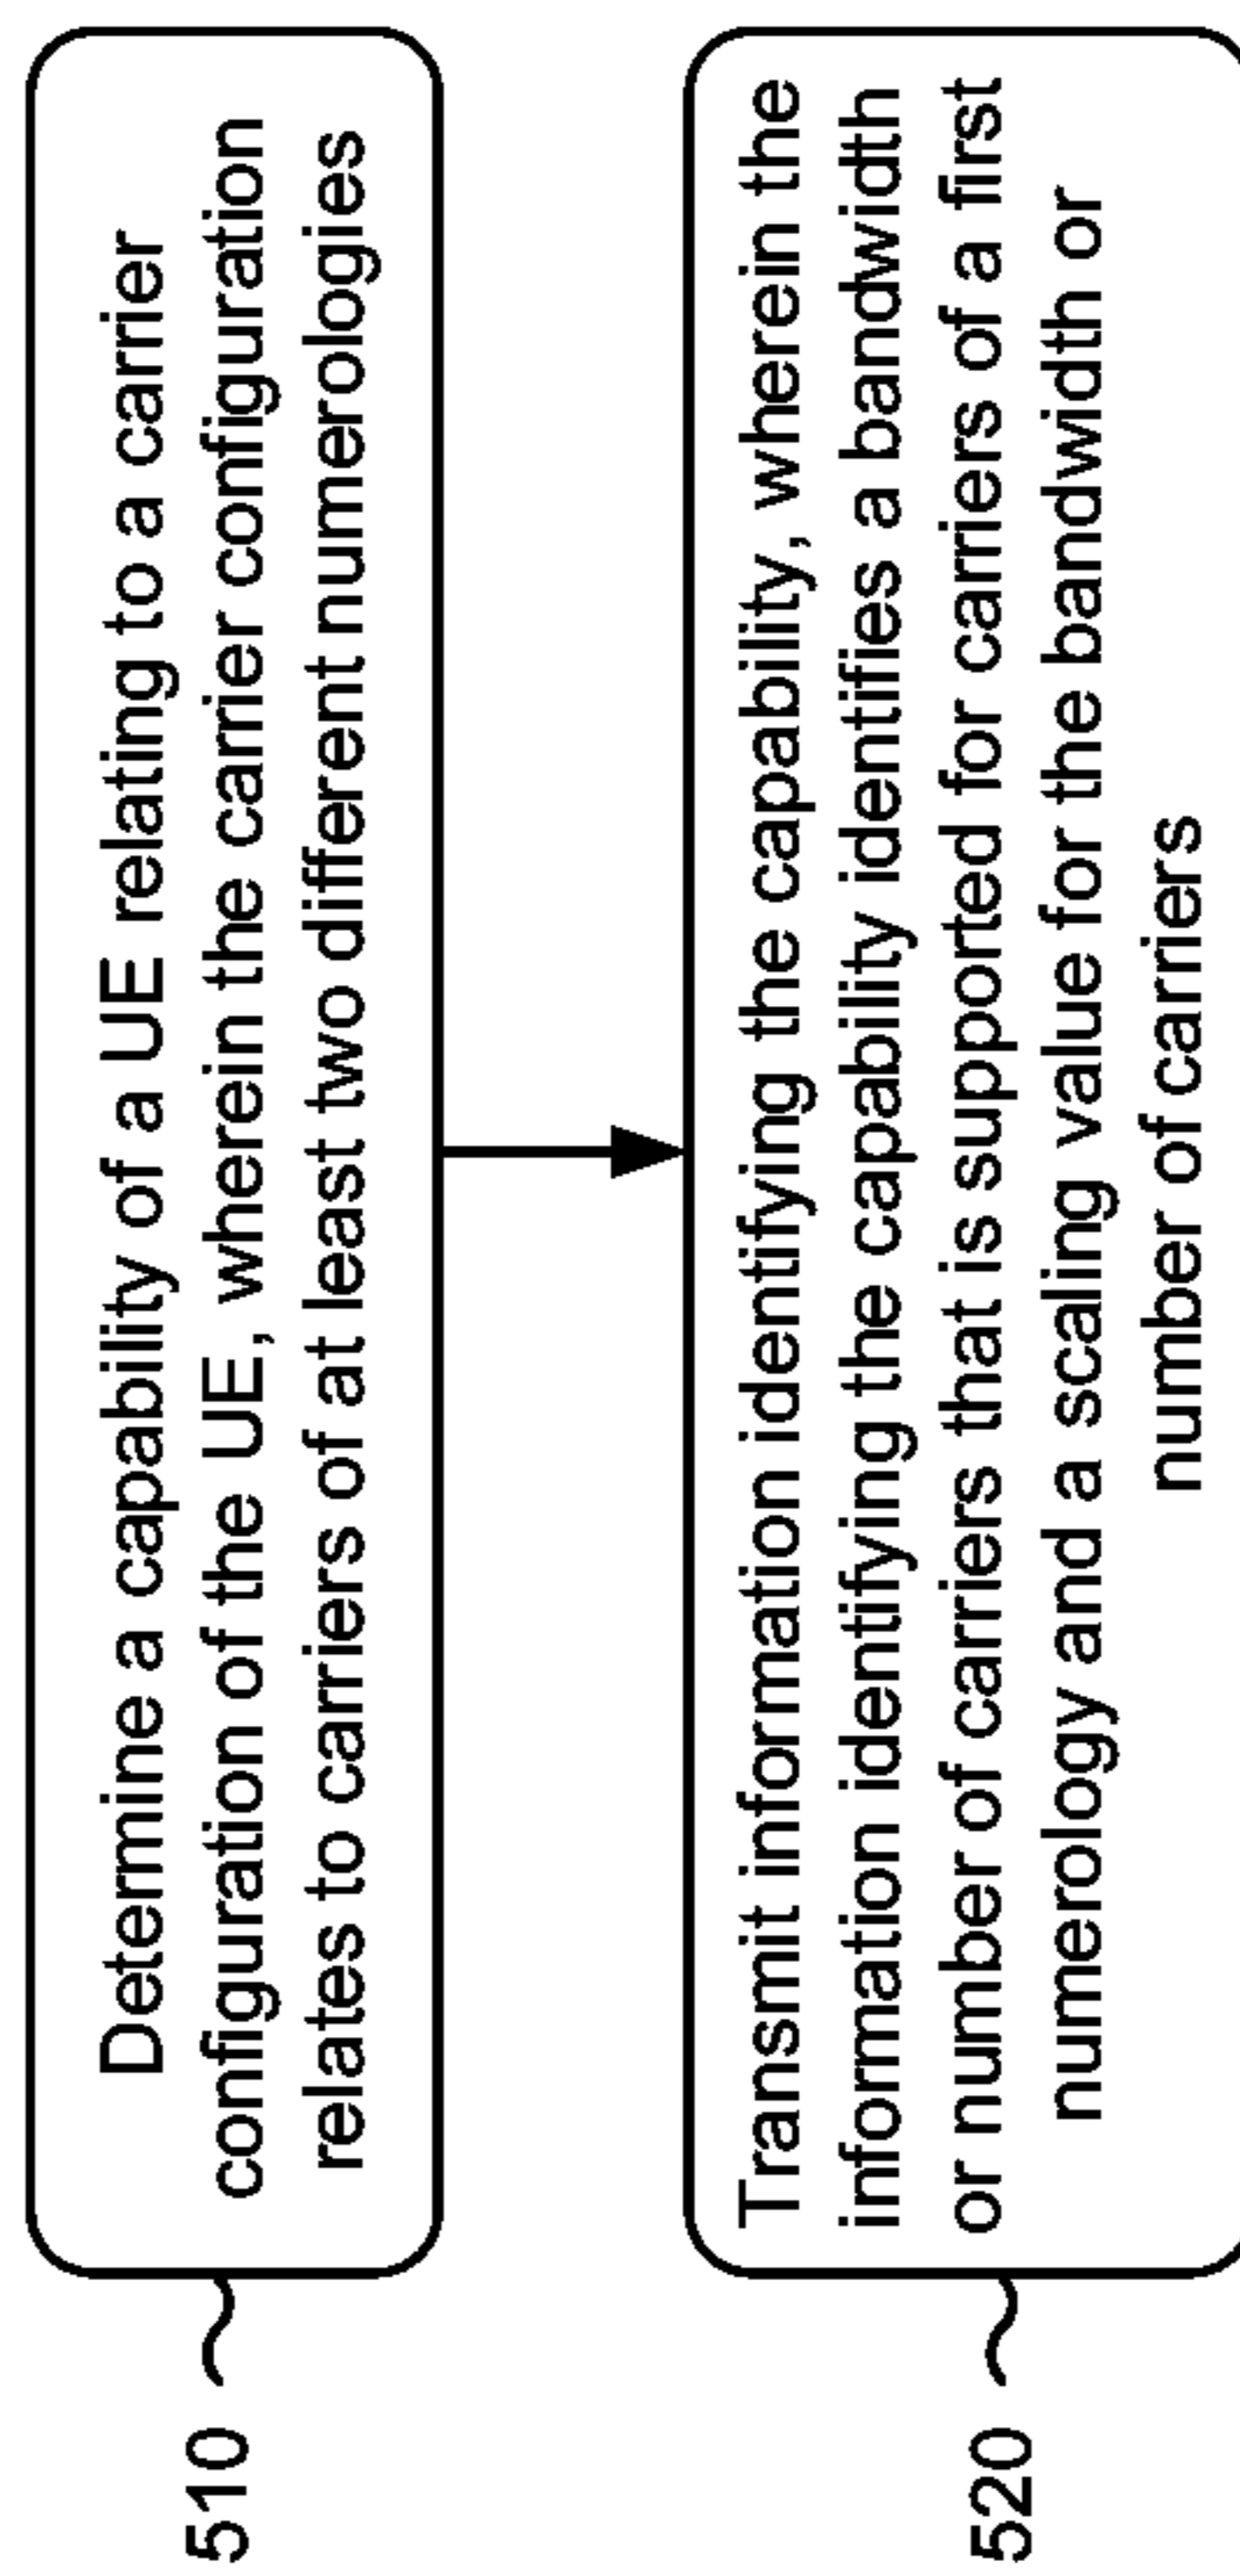 510
Determine a capability of a UE relating to a carrier
configuration of the UE, wherein the carrier configuration
relates to carriers of at least two different numerologies
520
Transmit information identifying the capability, wherein the
information identifying the capability identifies a bandwidth
or number of carriers that is supported for carriers of a first
numerology and a scaling value for the bandwidth or
number of carriers